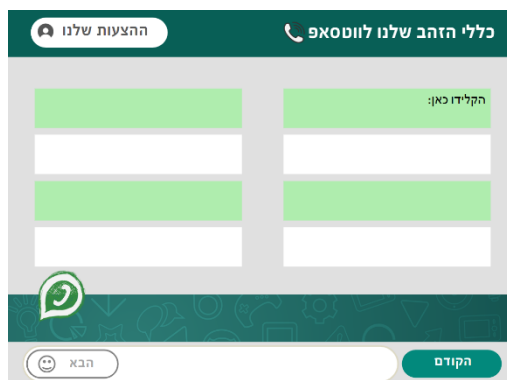 כללי הזהב שלנו לווטסאפ
ההצעות שלנו
הקלידו כאן:
הקודם
הבא